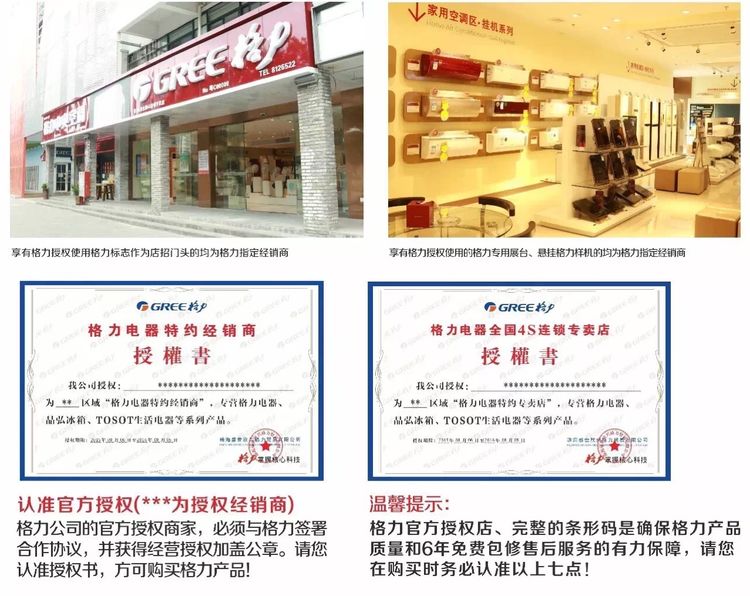 GREE 格力
TEL 8126522
家用空调区·挂机系列
享有格力授权使用格力标志作为店招门头的均为格力指定经销商
享有格力授权使用的格力专用展台、悬挂格力样机的均为格力指定经销商
GREE 格力
格力电器特约经销商
授權書
我公司授权：********************
为 ** 区域“格力电器特约经销商”，专营格力电器、
晶弘冰箱、TOSOT生活电器等系列产品。
格力 掌握核心科技
GREE 格力
格力电器全国4S连锁专卖店
授權書
我公司授权：********************
为 ** 区域“格力电器特约专卖店”，专营格力电器、
晶弘冰箱、TOSOT生活电器等系列产品。
格力 掌握核心科技
认准官方授权(***为授权经销商)
格力公司的官方授权商家，必须与格力签署
合作协议，并获得经营授权加盖公章。请您
认准授权书，方可购买格力产品!
温馨提示：
格力官方授权店、完整的条形码是确保格力产品
质量和6年免费包修售后服务的有力保障，请您
在购买时务必认准以上七点！